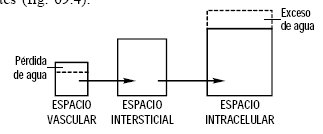 (fig. 69.4).
Exceso
de agua
Pérdida
de agua
ESPACIO
VASCULAR
ESPACIO
INTERSTICIAL
ESPACIO
INTRACELULAR